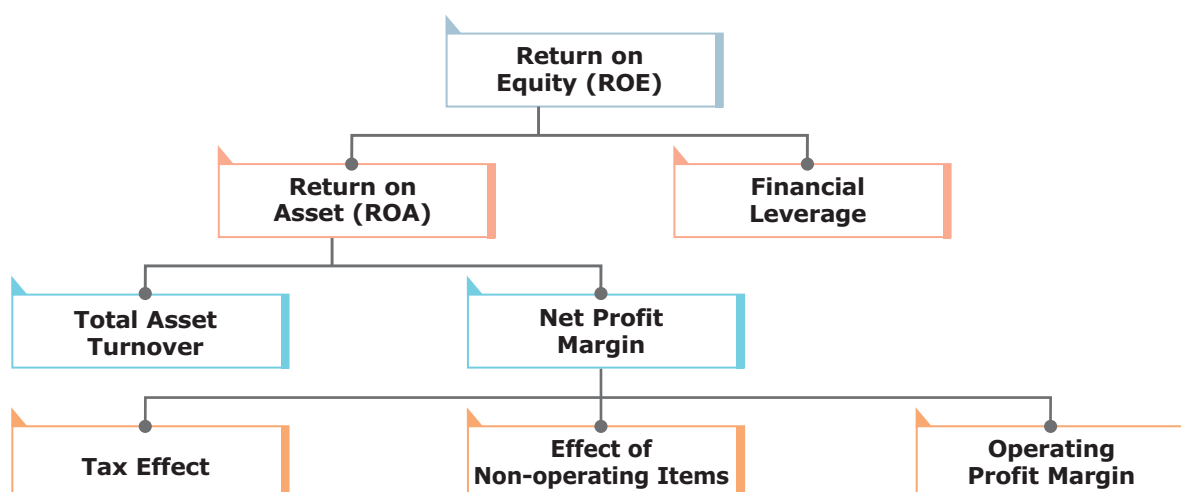 Return on
Equity (ROE)
Return on
Asset (ROA)
Financial
Leverage
Total Asset
Turnover
Net Profit
Margin
Tax Effect
Effect of
Non-operating Items
Operating
Profit Margin